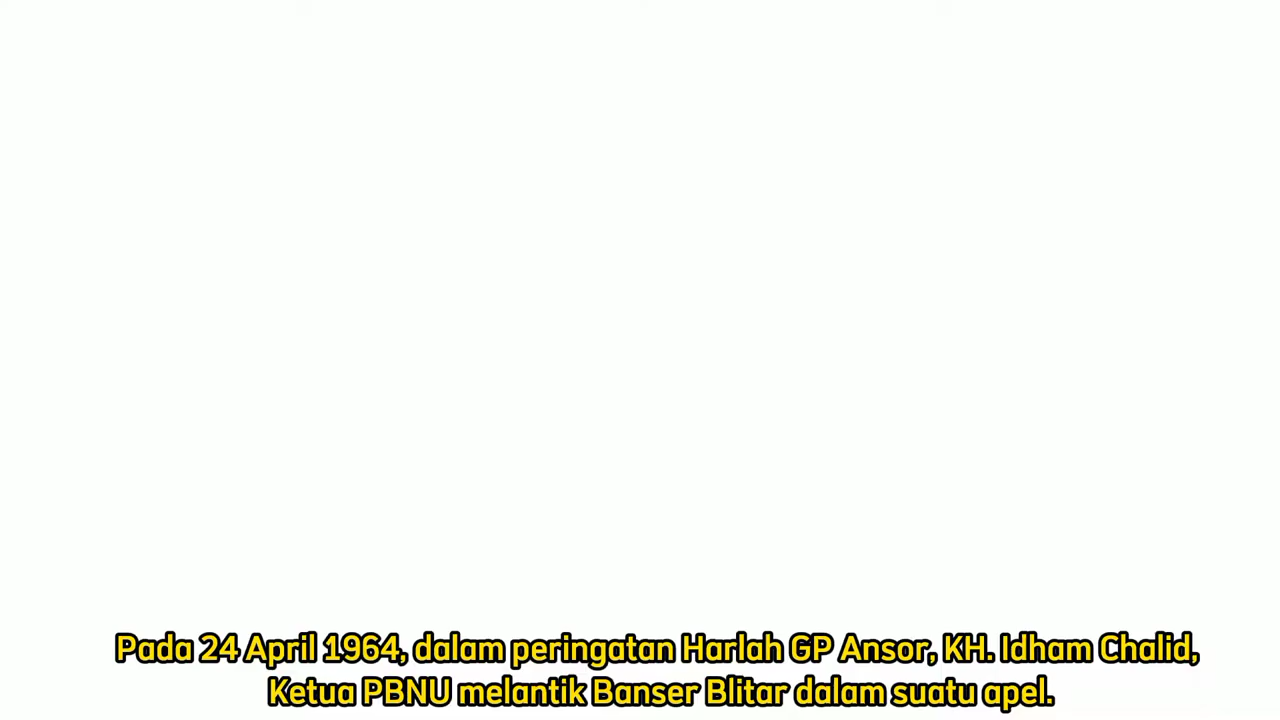 Pada 24 April 1964, dalam peringatan Harlah GP Ansor, KH. Idham Chalid,
Ketua PBNU melantik Banser Blitar dalam suatu apel.